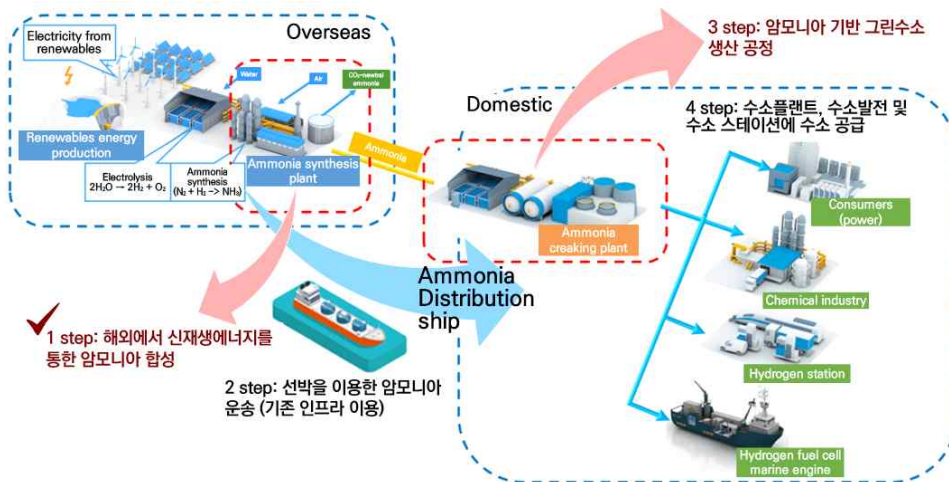 Overseas
Electricity from
renewables
Water
Air
CO₂-newtral
ammonia
Renewables energy
production
Electrolysis
2H₂O → 2H₂ + O₂
Ammonia
synthesis
(N₂ + H₂ -> NH₃)
Ammonia synthesis
plant
Ammonia
1 step: 해외에서 신재생에너지를
통한 암모니아 합성
2 step: 선박을 이용한 암모니아
운송 (기존 인프라 이용)
Ammonia
Distribution
ship
3 step: 암모니아 기반 그린수소
생산 공정
Domestic
Ammonia
creaking plant
4 step: 수소플랜트, 수소발전 및
수소 스테이션에 수소 공급
Consumers
(power)
Chemical industry
Hydrogen station
Hydrogen fuel cell
marine engine